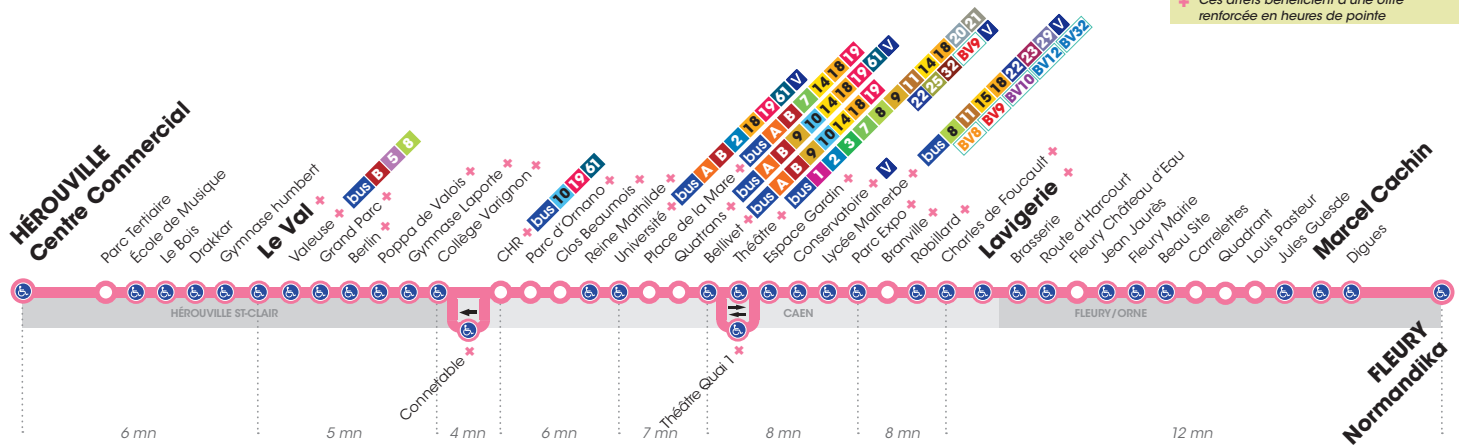 Ces arrêts bénéficient d'une offre
renforcée en heures de pointe
HÉROUVILLE
Centre Commercial
Parc Tertiaire
École de Musique
Le Bois
Drakkar
Gymnase humbert
Le Val
Valeuse
Grand Parc
bus B 5 8
Berlin
Poppa de Valois
Gymnase Laporte
Collège Varignon
Connetable
CHR
bus 10 19 61
Parc d'Ornano
Clos Beaumois
Reine Mathilde
Université
bus A B 2 18 19 61 V
Place de la Mare
bus A B 7 14 18 19
Quatrans
bus A B 9 10 14 18 19 61 V
Bellivet
bus A B 9 10 14 18 19
Théâtre
bus 1 2 3 7 8 9 11 14 18 20 21
22 25 32 BV9 V
Théâtre Quai 1
Espace Gardin
Conservatoire
V
Lycée Malherbe
bus 8 11 15 18 22 23 29 V
BV8 BV9 BV10 BV12 BV32
Parc Expo
Branville
Robillard
Charles de Foucault
Lavigerie
Brasserie
Route d'Harcourt
Fleury Château d'Eau
Jean Jaurès
Fleury Mairie
Beau Site
Carrelettes
Quadrant
Louis Pasteur
Jules Guesde
Marcel Cachin
Digues
FLEURY
Normandika
HÉROUVILLE ST-CLAIR
CAEN
FLEURY/ORNE
6 mn
5 mn
4 mn
6 mn
7 mn
8 mn
8 mn
12 mn